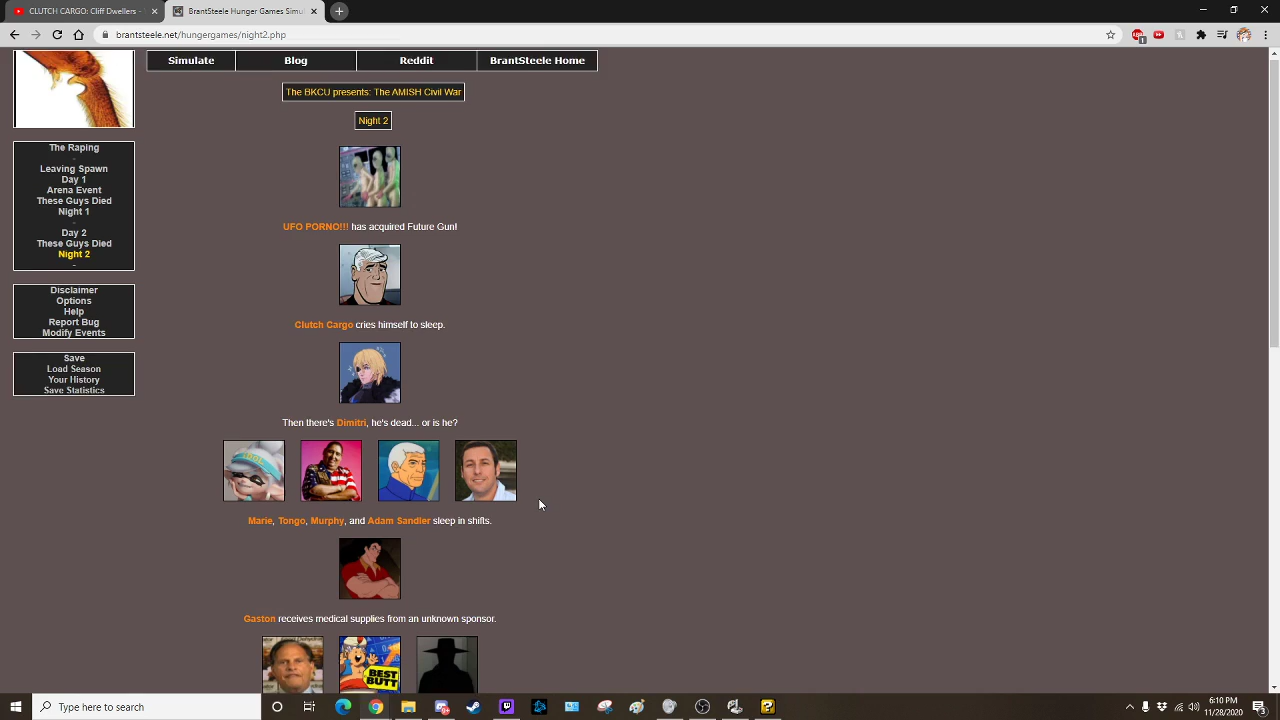 CLUTCH CARGO: Cliff Dwellers -
BrantSteele Hunger Games Simu
brantsteele.net/hungergames/night2.php
1
Simulate
Blog
Reddit
BrantSteele Home
The BKCU presents: The AMISH Civil War
Night 2
The Raping
-
Leaving Spawn
Day 1
Arena Event
These Guys Died
Night 1
-
Day 2
These Guys Died
Night 2
-
Disclaimer
Options
Help
Report Bug
Modify Events
Save
Load Season
Your History
Save Statistics
UFO PORNO!!! has acquired Future Gun!
Clutch Cargo cries himself to sleep.
Then there's Dimitri, he's dead... or is he?
Marie, Tongo, Murphy, and Adam Sandler sleep in shifts.
Gaston receives medical supplies from an unknown sponsor.
BEST
BUTT
Type here to search
6:10 PM
11/28/2020